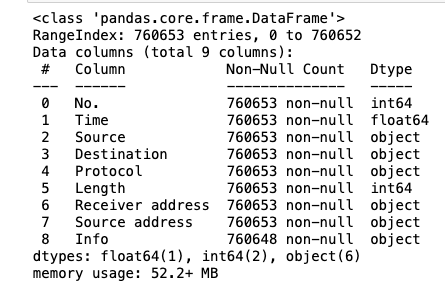 <class 'pandas.core.frame.DataFrame'>
RangeIndex: 760653 entries, 0 to 760652
Data columns (total 9 columns):
 #   Column            Non-Null Count   Dtype
---  ------            --------------   -----
 0   No.               760653 non-null  int64
 1   Time              760653 non-null  float64
 2   Source            760653 non-null  object
 3   Destination       760653 non-null  object
 4   Protocol          760653 non-null  object
 5   Length            760653 non-null  int64
 6   Receiver address  760653 non-null  object
 7   Source address    760653 non-null  object
 8   Info              760648 non-null  object
dtypes: float64(1), int64(2), object(6)
memory usage: 52.2+ MB